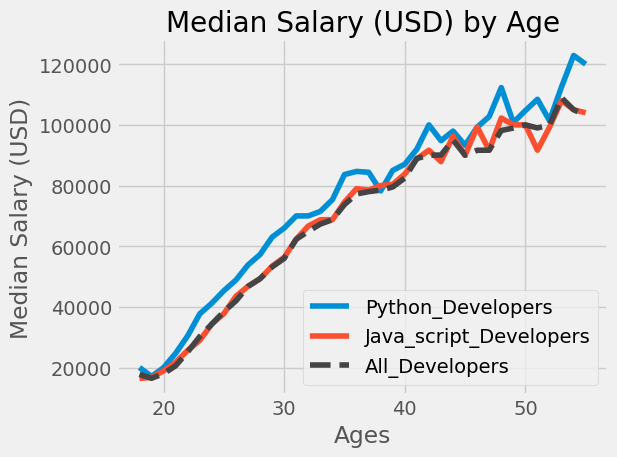 Median Salary (USD) by Age
120000
100000
80000
60000
40000
20000
Median Salary (USD)
Python_Developers
Java_script_Developers
All_Developers
20 30 40 50
Ages